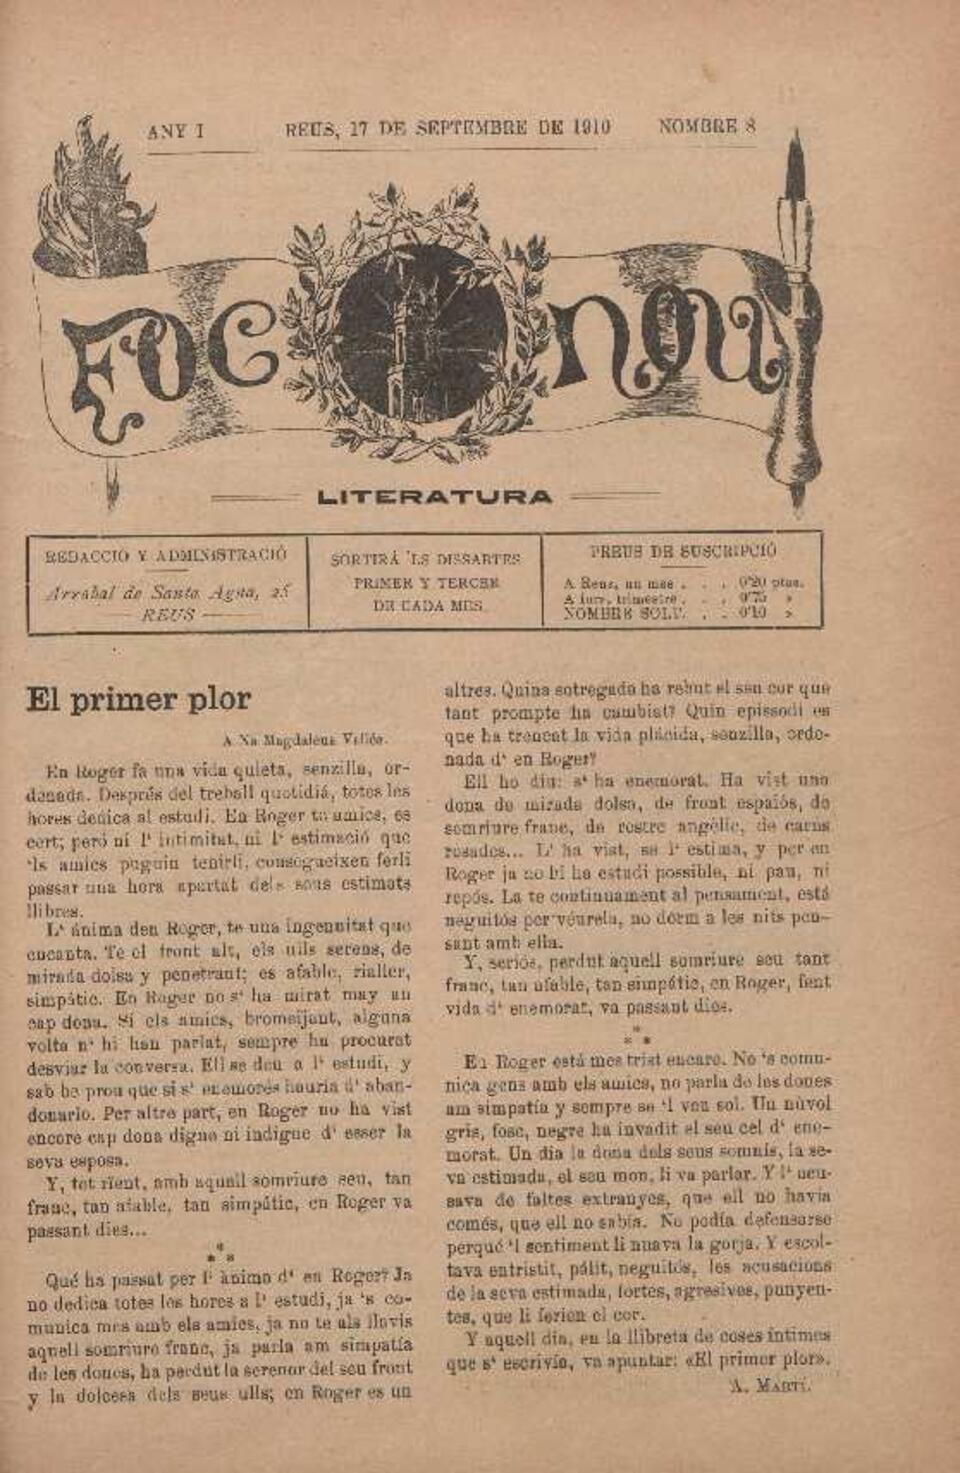 ANY I
REUS, 17 DE SEPTEMBRE DE 1910
NOMBRE 8
FOC NOU
LITERATURA
REDACCIÓ Y ADMINISTRACIÓ
Arrabal de Santa Agna, 25
REUS
SORTIRÁ 'LS DISSAPTES
PRIMER Y TERCER
DE CADA MES
PREUS DE SUSCRIPCIÓ
A Reus, un mes . . . 0'20 ptas.
A fora, trimestre . . . 0'75 »
NOMBRE SOLT. . . 0'10 »
El primer plor
A Na Magdalena
En Roger fa una vida quieta, senzilla, or-
denada. Després del treball quotidiá, totes les
hores dedica al estudi. En Roger te amics, es
cert; peró ni l' intimitat, ni l' estimació que
'ls amics puguin tenirli, consegueixen ferli
passar una hora apartat dels seus estimats
llibres.
L' ánima den Roger, te una ingenuitat que
encanta. Te el front alt, els ulls serens, de
mirada dolsa y penetrant; es afable, rialler,
simpátic. En Roger no s' ha mirat may an
cap dona. Si els amics, bromejjant, alguna
volta n' hi han parlat, sempre ha procurat
desviar la conversa. Ell se deu a l' estudi, y
sab be prou que si s' enemorés hauria d' aban-
donarlo. Per altre part, en Roger no ha vist
encore cap dona digne ni indigne d' esser la
seva esposa.
Y, tot rient, amb aquell somriure seu, tan
franc, tan afable, tan simpátic, en Roger va
passant dies...
*
* *
Qué ha passat per l' ànima d' en Roger? Ja
no dedica totes les hores a l' estudi, ja 's co-
munica mes amb els amics, ja no te als llavis
aquell somriure franc, ja parla am simpatía
de les dones, ha perdut la serenor del seu front
y la dolcesa dels seus ulls; en Roger es un
altres. Quina sotregada ha rebut el seu cor que
tant prompte ha cambiat? Quin epissodi es
que ha trencat la vida plácida, senzilla, orde-
nada d' en Roger?
Ell ho diu: s' ha enemorat. Ha vist una
dona de mirada dolsa, de front espaiós, de
somriure franc, de rostre angèlic, de carns
rosades... L' ha vist, se l' estima, y per en
Roger ja no hi ha estudi possible, ni pau, ni
repós. La te continuament al pensament, está
neguitós per véurela, no dorm a les nits pen-
sant amb ella.
Y, seriós, perdut aquell somriure seu tant
franc, tan afable, tan simpátic, en Roger, fent
vida d' enemorat, va passant dies.
*
* *
En Roger está mes trist encare. No 's comu-
nica gens amb els amics, no parla de les dones
am simpatía y sempre se 'l veu sol. Un núvol
gris, fosc, negre ha invadit el seu cel d' ene-
morat. Un dia la dona dels seus somnis, la se-
va estimada, el seu mon, li va parlar. Y l' acu-
sava de faltes extranyes, que ell no havía
comés, que ell no sabía. No podía defensarse
perqué 'l sentiment li nuava la gorja. Y escol-
tava entristit, pálit, neguitós, les acusacions
de la seva estimada, fortes, agresives, punyen-
tes, que li ferien el cor.
Y aquell dia, en la llibreta de coses íntimes
que s' escrivía, va apuntar: «El primer plor».
A. MARTÍ.